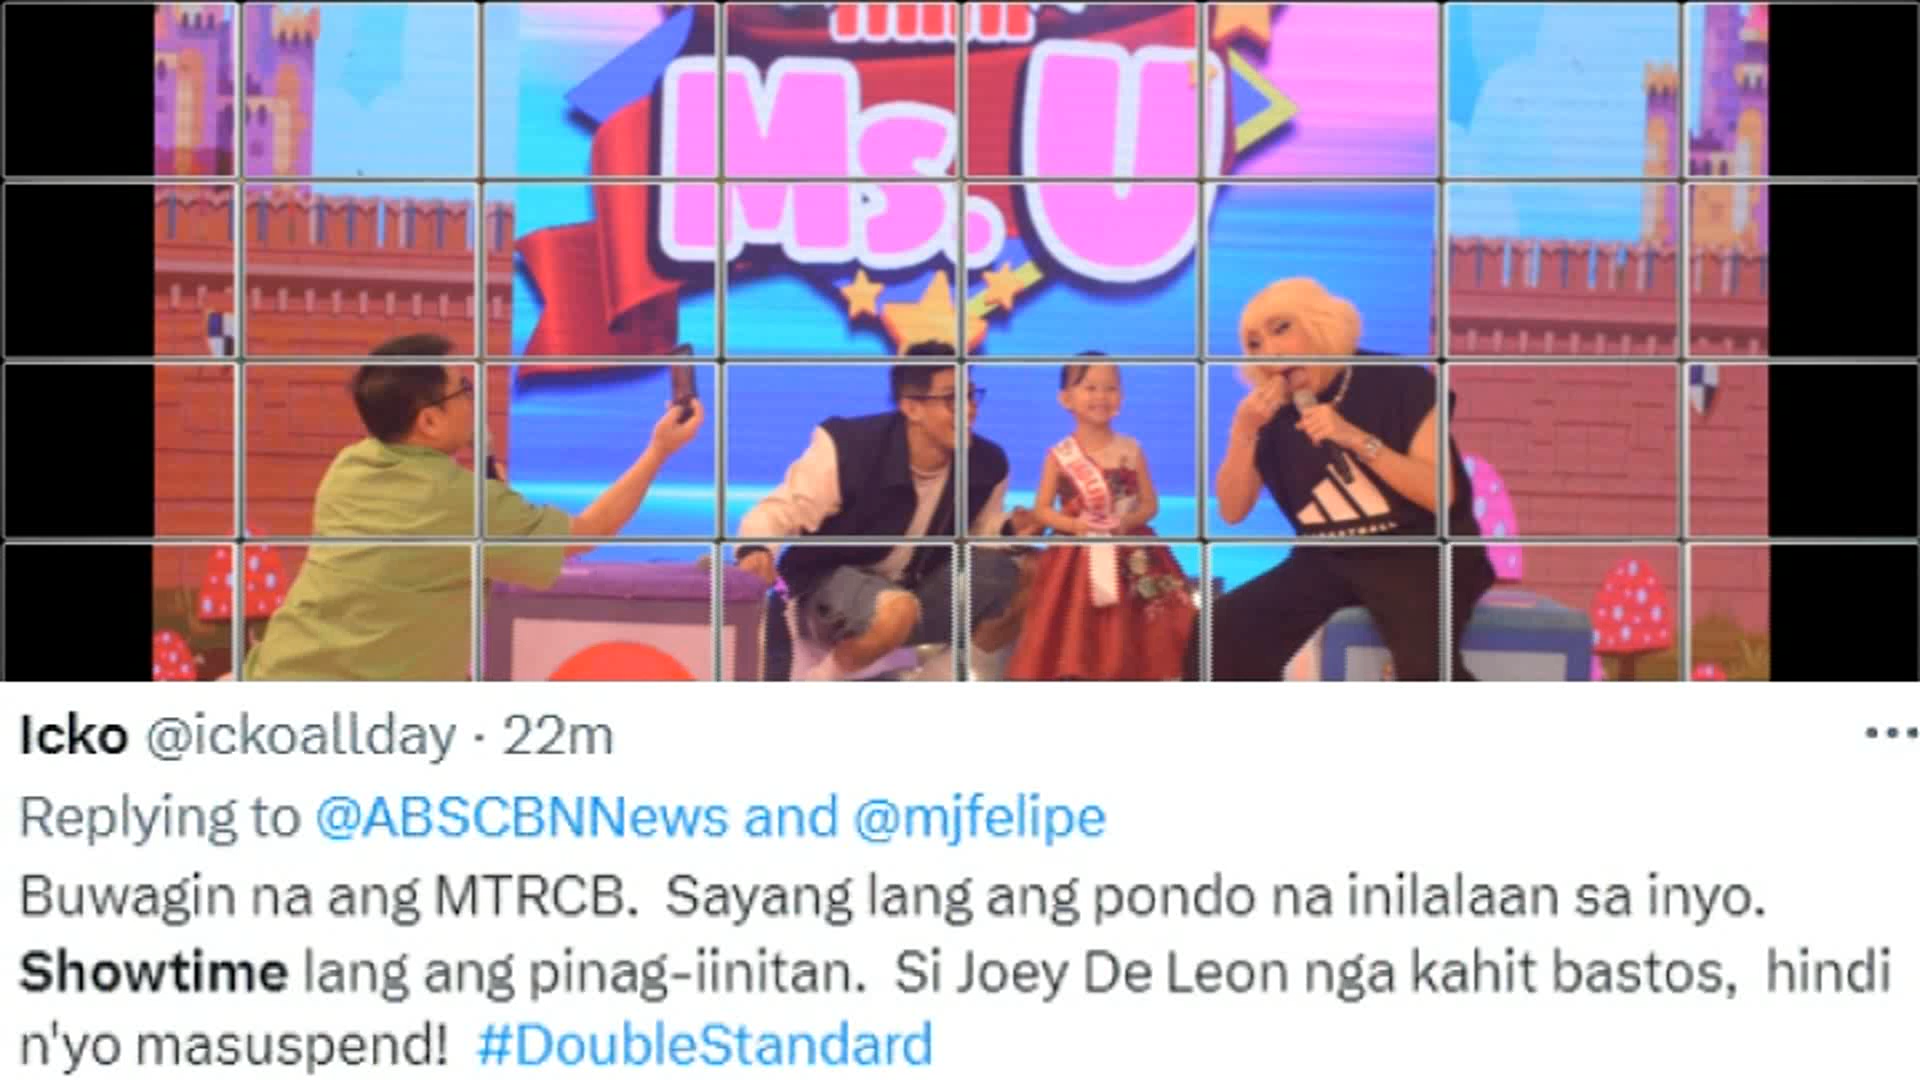 Ms. U
Icko @ickoallday · 22m
Replying to @ABSCBNNews and @mjfelipe
Buwagin na ang MTRCB. Sayang lang ang pondo na inilalaan sa inyo.
Showtime lang ang pinag-iinitan. Si Joey De Leon nga kahit bastos, hindi
n'yo masuspend! #DoubleStandard